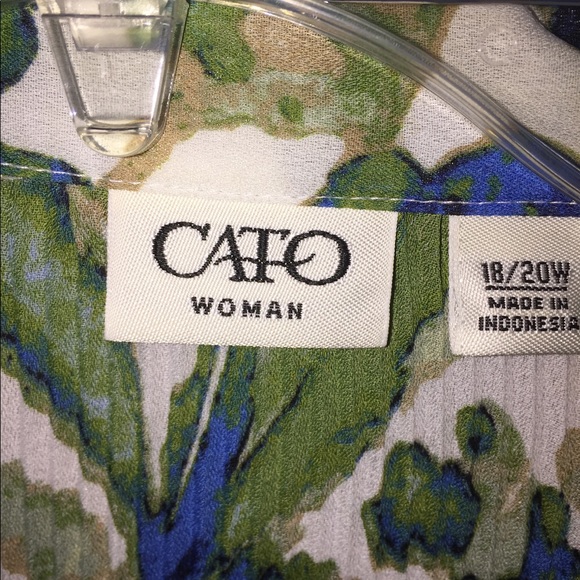 CATO
WOMAN
18/20W
MADE IN
INDONESIA